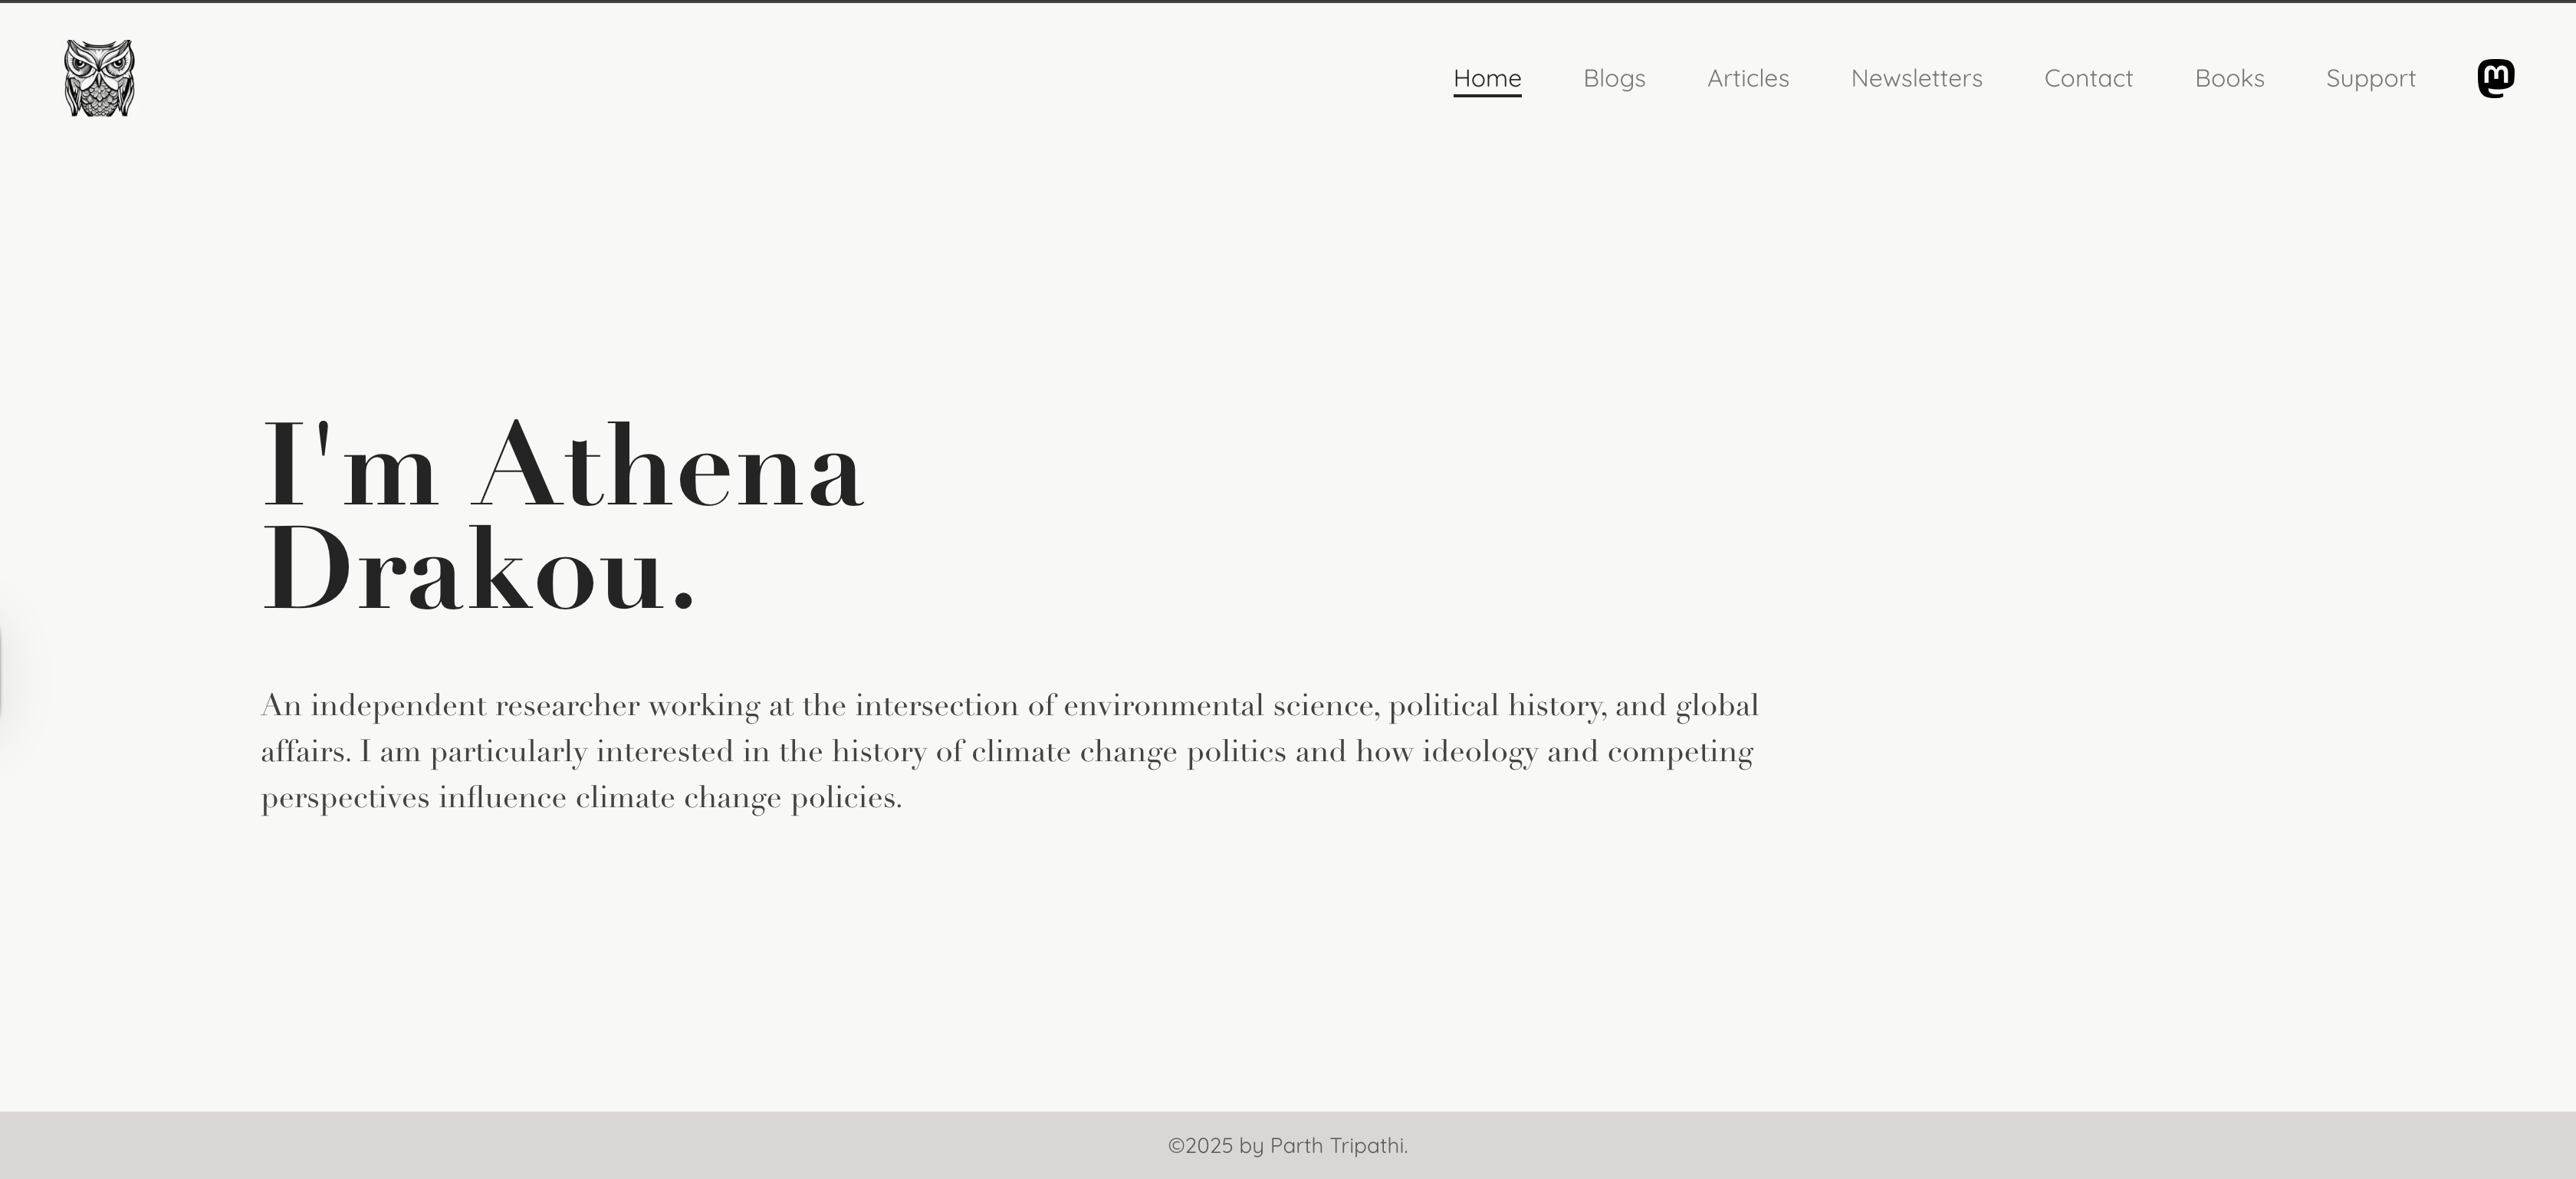 Home Blogs Articles Newsletters Contact Books Support
I'm Athena
Drakou.
An independent researcher working at the intersection of environmental science, political history, and global
affairs. I am particularly interested in the history of climate change politics and how ideology and competing
perspectives influence climate change policies.
©2025 by Parth Tripathi.